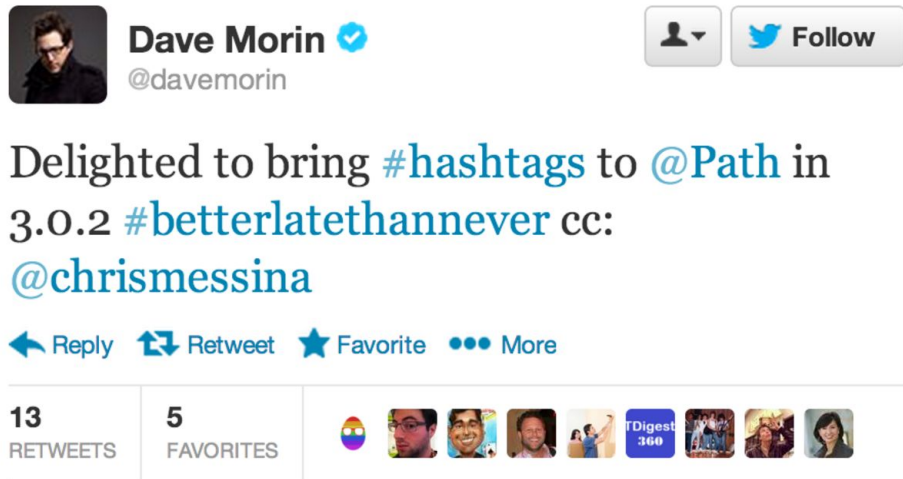 Dave Morin
@davemorin
Follow
Delighted to bring #hashtags to @Path in
3.0.2 #betterlatethannever cc:
@chrismessina
Reply Retweet Favorite More
13 5
RETWEETS FAVORITES
TDigest
360